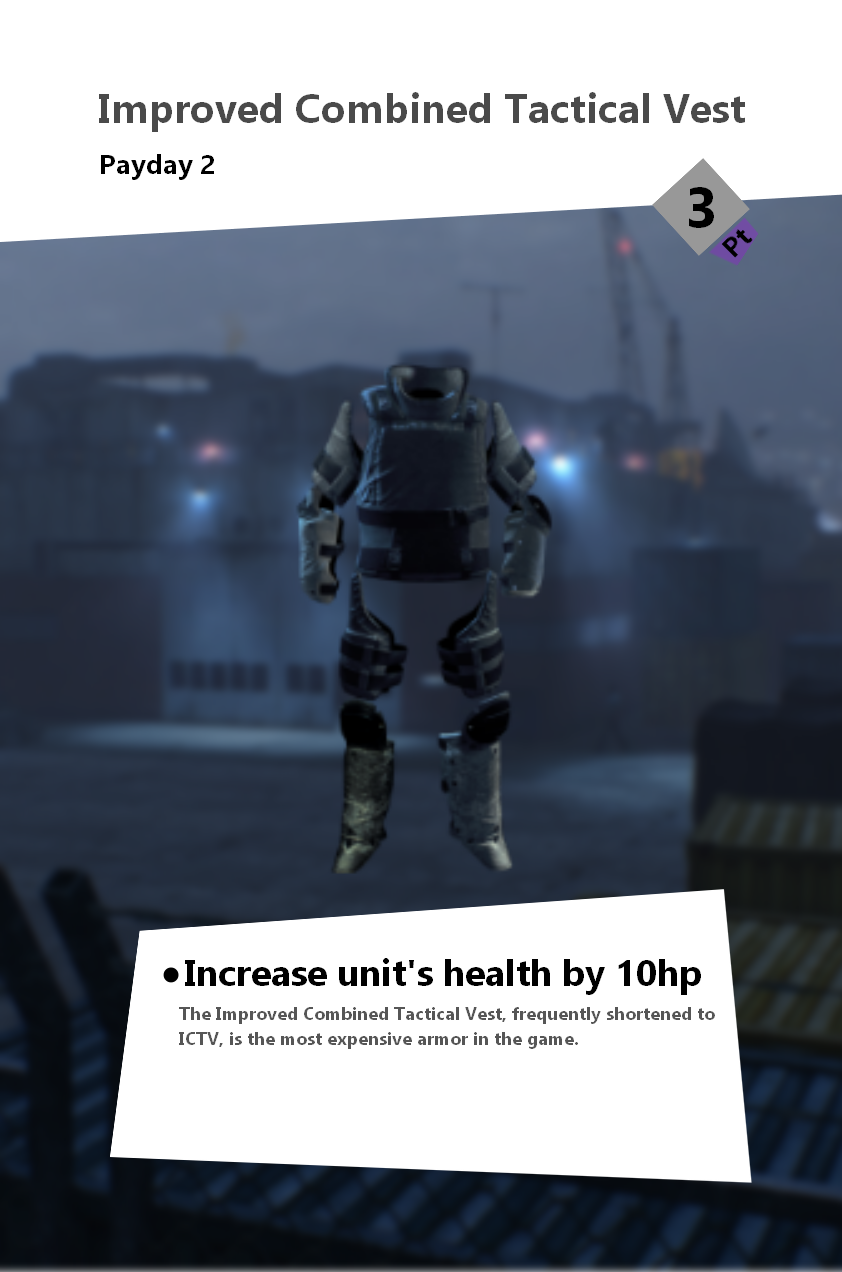 Improved Combined Tactical Vest
Payday 2
3
Pt
•Increase unit's health by 10hp
The Improved Combined Tactical Vest, frequently shortened to
ICTV, is the most expensive armor in the game.